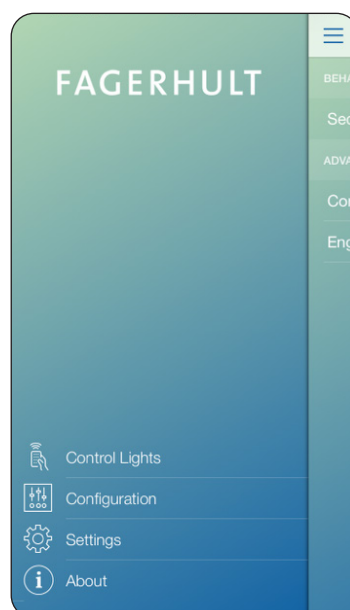 FAGERHULT
Control Lights
Configuration
Settings
About